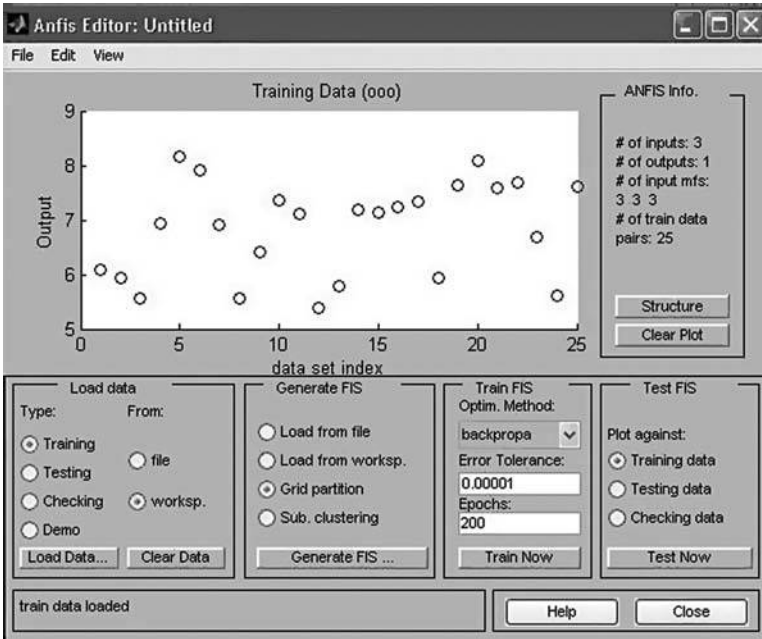 Anfis Editor: Untitled
File Edit View
Training Data (ooo)
9
8
7
6
5
Output
0 5 10 15 20 25
data set index
ANFIS Info.
# of inputs: 3
# of outputs: 1
# of input mfs:
3 3 3
# of train data
pairs: 25
Structure
Clear Plot
Load data
Type: From:
Training
file
Testing
Checking
worksp.
Demo
Load Data... Clear Data
Generate FIS
Load from file
Load from worksp.
Grid partition
Sub. clustering
Generate FIS ...
Train FIS
Optim. Method:
backpropa
Error Tolerance:
0.00001
Epochs:
200
Train Now
Test FIS
Plot against:
Training data
Testing data
Checking data
Test Now
train data loaded
Help Close